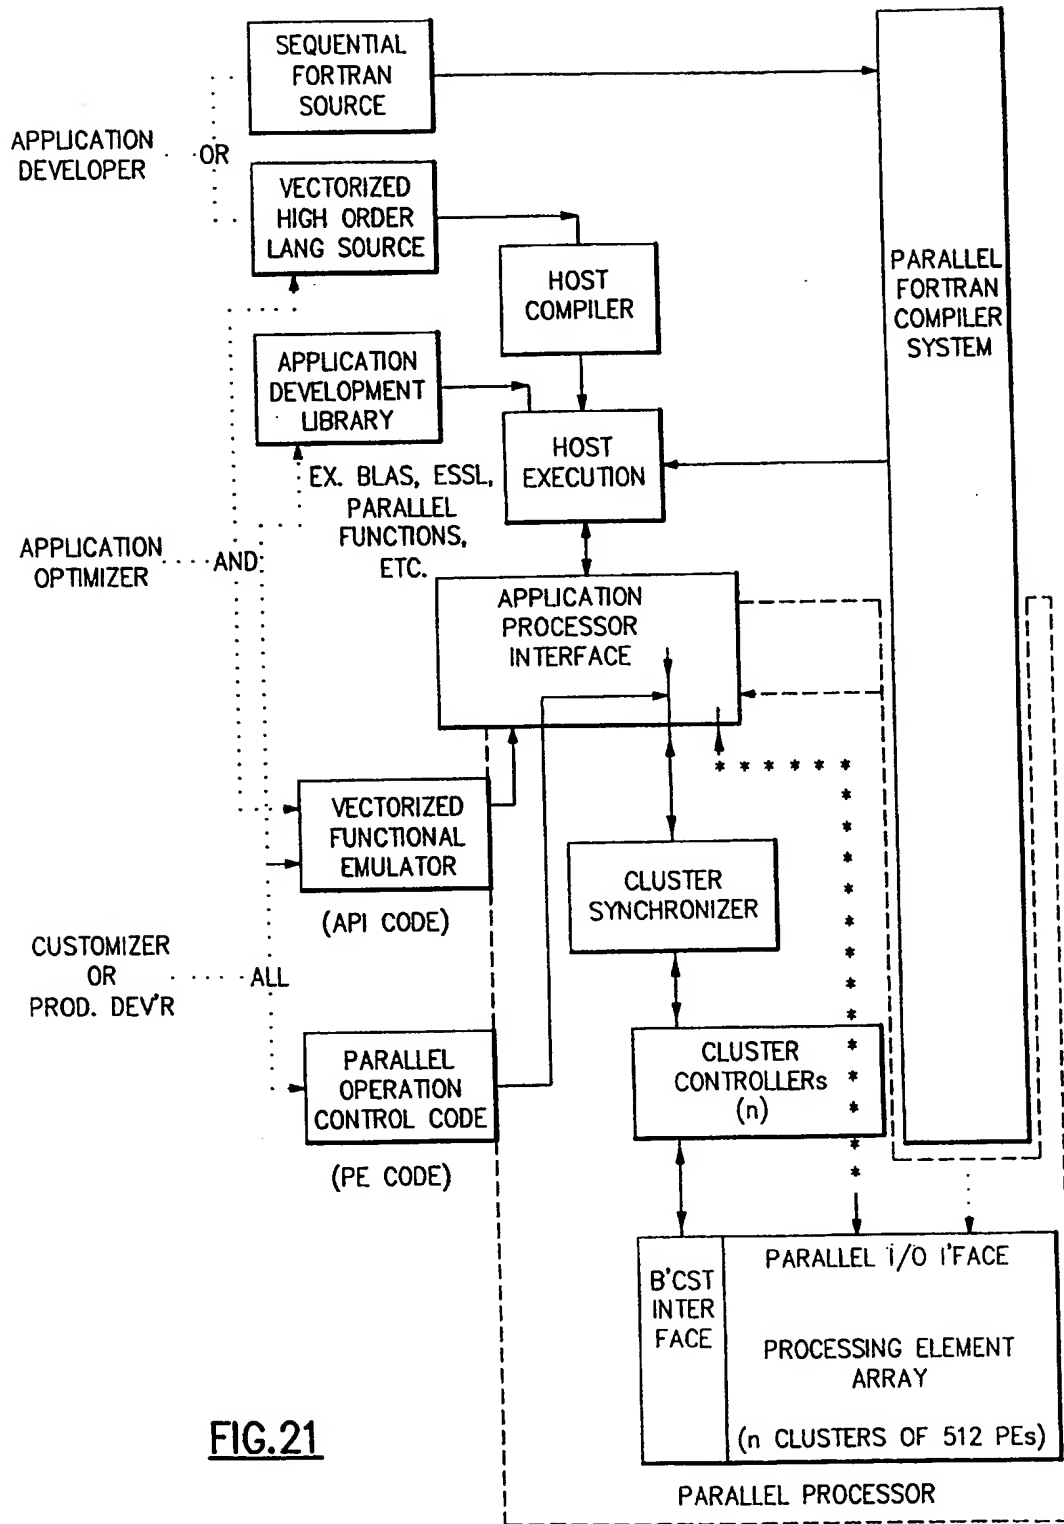 SEQUENTIAL
FORTRAN
SOURCE
APPLICATION
DEVELOPER
OR
VECTORIZED
HIGH ORDER
LANG SOURCE
HOST
COMPILER
PARALLEL
FORTRAN
COMPILER
SYSTEM
APPLICATION
DEVELOPMENT
LIBRARY
HOST
EXECUTION
EX. BLAS, ESSL,
PARALLEL
FUNCTIONS,
ETC.
APPLICATION
OPTIMIZER
AND
APPLICATION
PROCESSOR
INTERFACE
VECTORIZED
FUNCTIONAL
EMULATOR
(API CODE)
CLUSTER
SYNCHRONIZER
CUSTOMIZER
OR
PROD. DEV'R
ALL
PARALLEL
OPERATION
CONTROL CODE
(PE CODE)
CLUSTER
CONTROLLERs
(n)
B'CST
INTER
FACE
PARALLEL I/O I'FACE
PROCESSING ELEMENT
ARRAY
(n CLUSTERS OF 512 PEs)
PARALLEL PROCESSOR
FIG.21